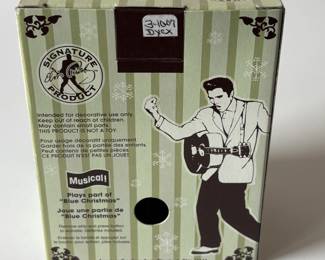 3-1007
Dycx
SIGNATURE
PRODUCT
Intended for decorative use only.
Keep out of reach of children.
May contain small parts.
THIS PRODUCT IS NOT A TOY.
Pour usage décoratif uniquement.
Garder hors de la portée des enfants.
Peut contenir de petites pièces.
CE PRODUIT N'EST PAS UN JOUET.
Musical!
Plays part of
"Blue Christmas"
Joue une partie de
"Blue Christmas"